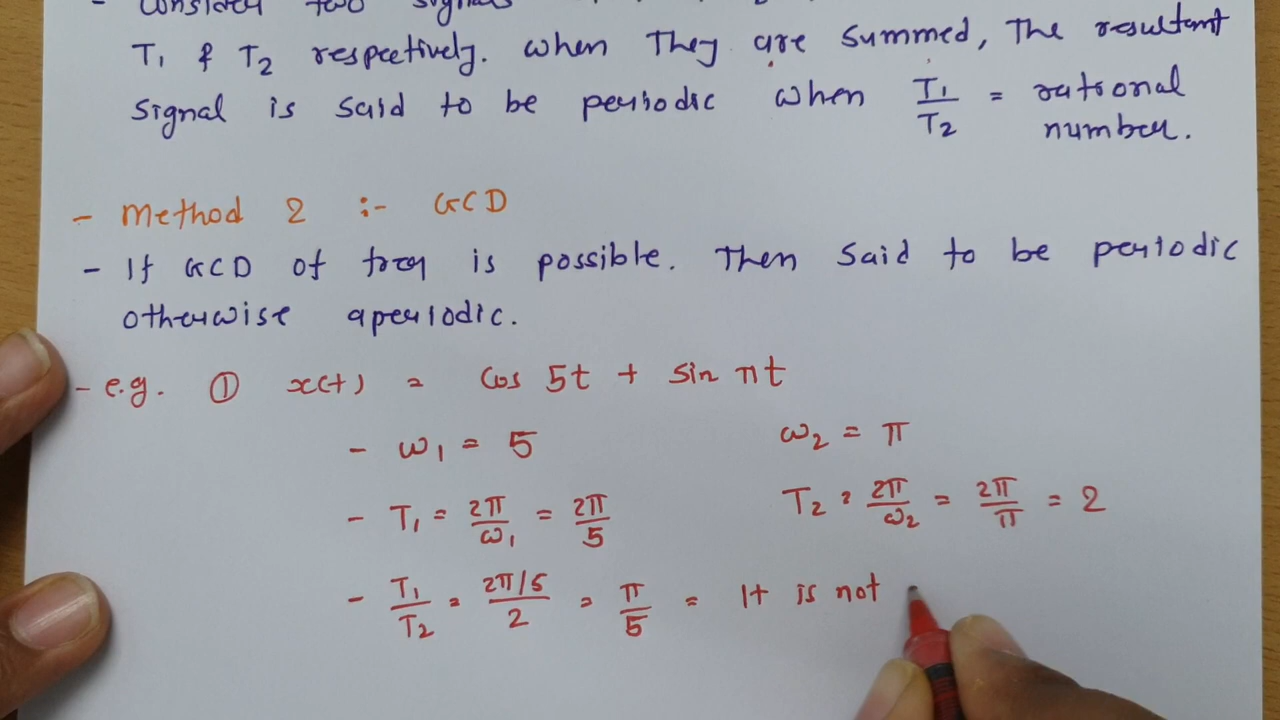 - Consider two signals
T1 & T2 respectively. When They are summed, The resultant
signal is said to be periodic when T1/T2 = rational number.
- Method 2 :- GCD
- If GCD of freq is possible. Then said to be periodic
otherwise aperiodic.
- e.g. ① x(t) = cos 5t + sin πt
- ω1 = 5 ω2 = π
- T1 = 2π/ω1 = 2π/5 T2 = 2π/ω2 = 2π/π = 2
- T1/T2 = 2π/5/2 = π/5 = It is not